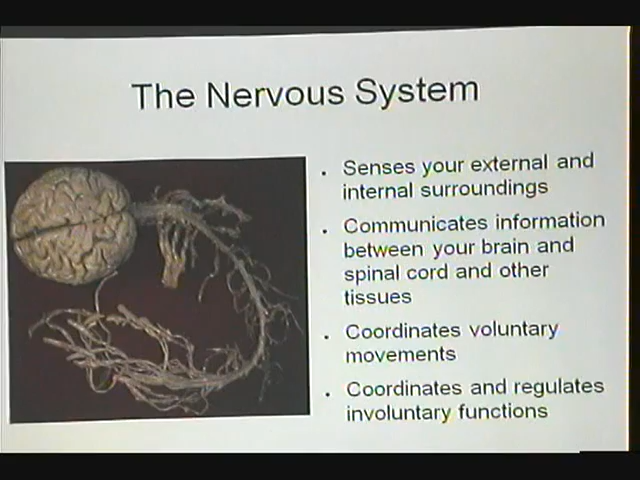 The Nervous System
. Senses your external and
internal surroundings
. Communicates information
between your brain and
spinal cord and other
tissues
. Coordinates voluntary
movements
. Coordinates and regulates
involuntary functions